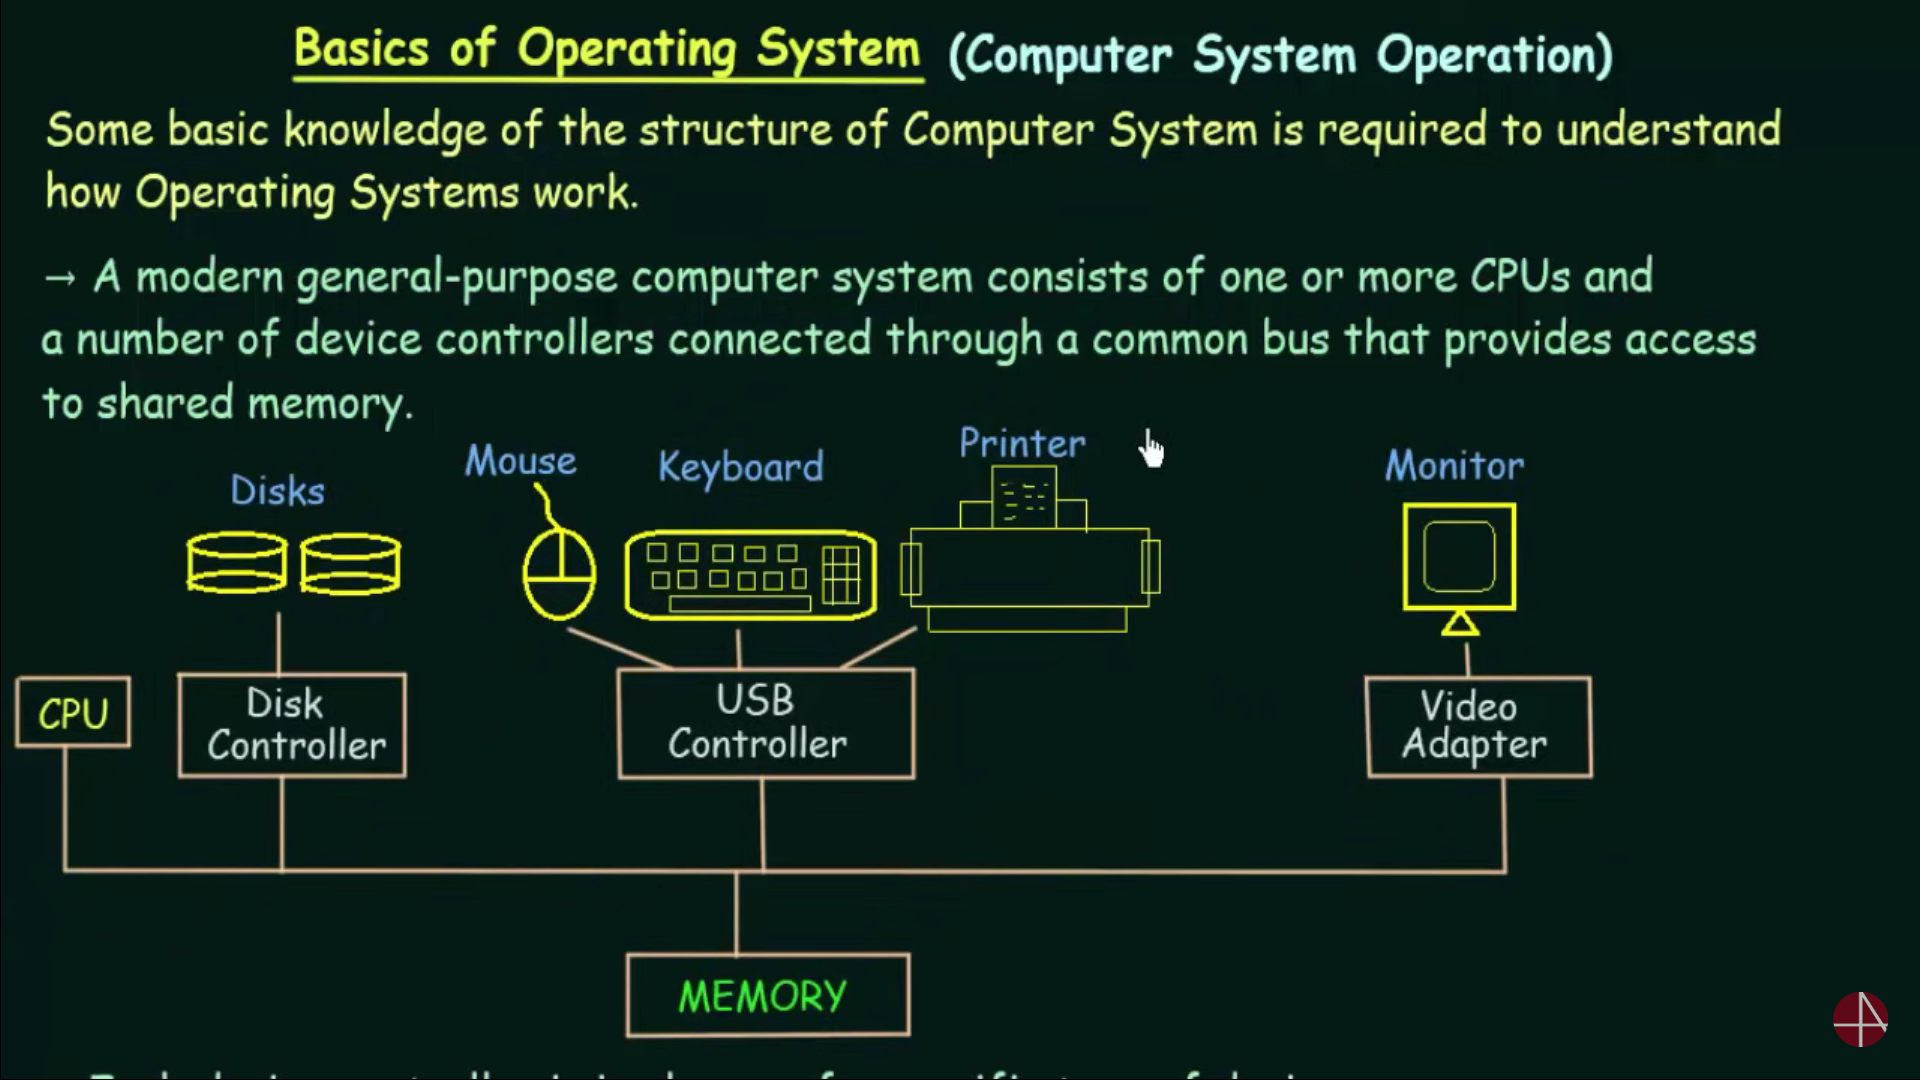 Basics of Operating System (Computer System Operation)
Some basic knowledge of the structure of Computer System is required to understand
how Operating Systems work.
→ A modern general-purpose computer system consists of one or more CPUs and
a number of device controllers connected through a common bus that provides access
to shared memory.
Disks
Mouse
Keyboard
Printer
Monitor
CPU
Disk
Controller
USB
Controller
Video
Adapter
MEMORY